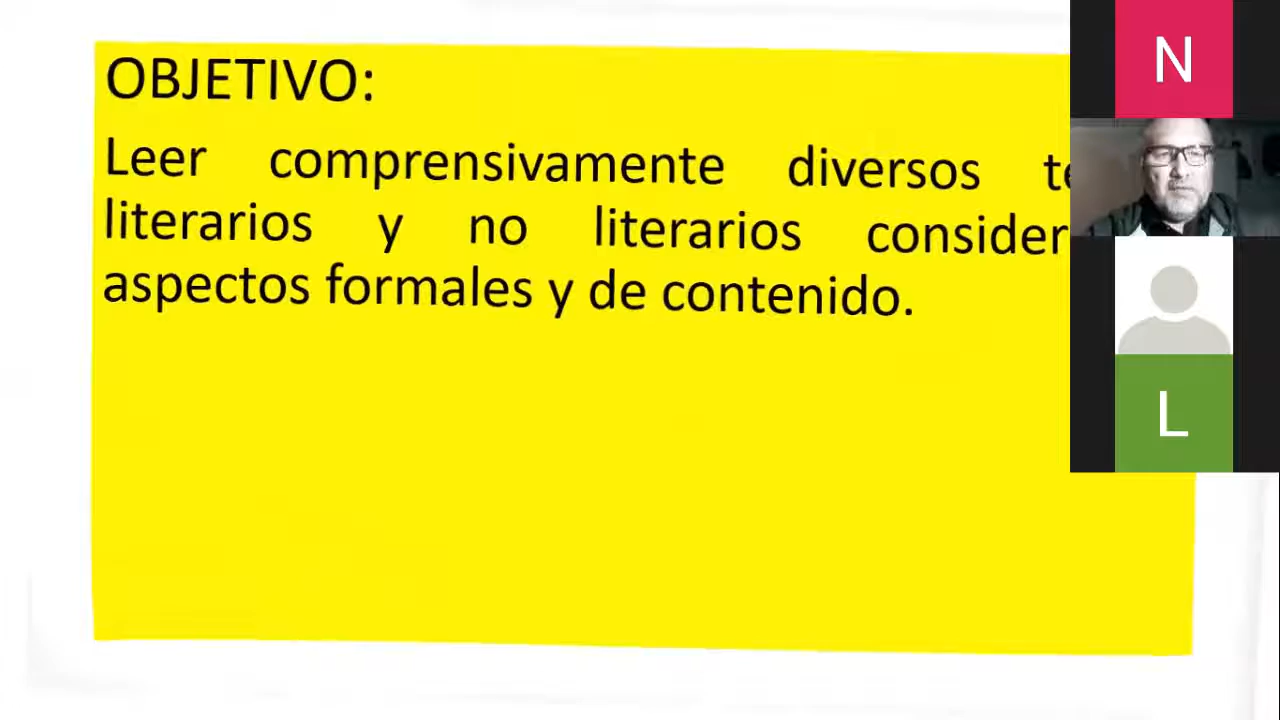 OBJETIVO:
Leer comprensivamente diversos
literarios y no literarios
aspectos formales y de contenido.
N
L